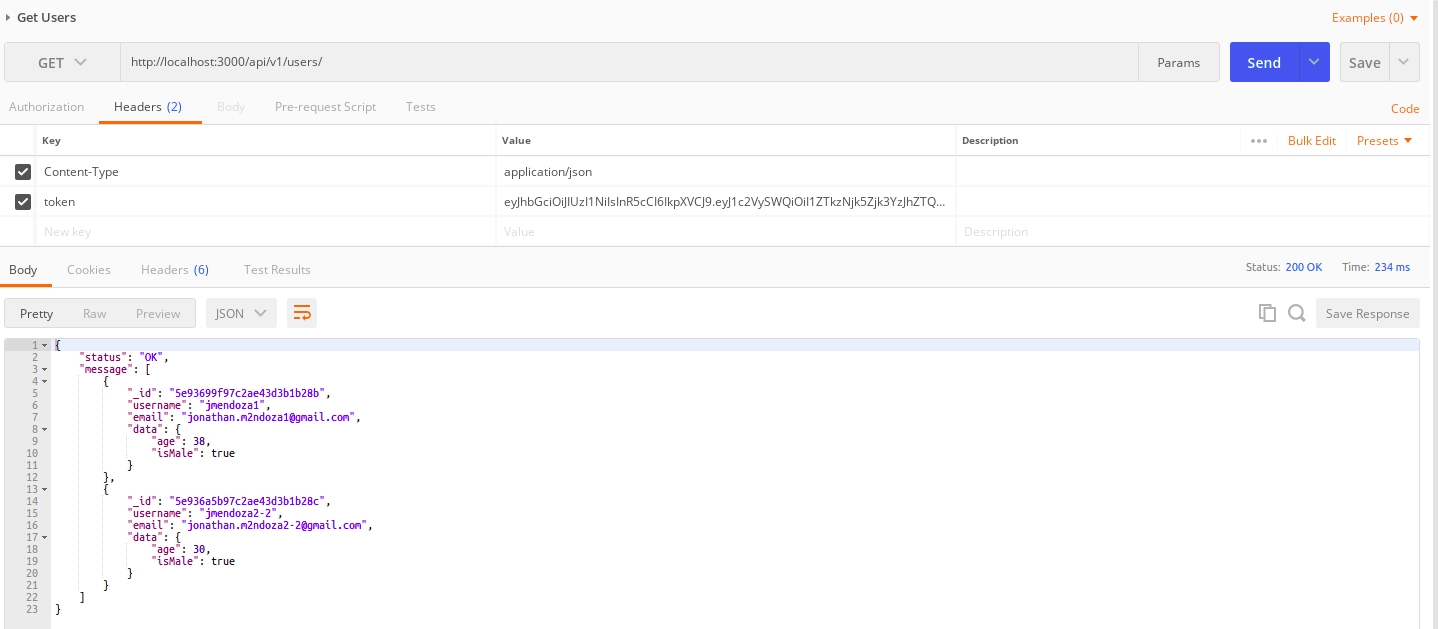 Get Users
Examples (0)
GET http://localhost:3000/api/v1/users/ Params Send Save
Authorization Headers (2) Body Pre-request Script Tests Code
Key Value Description ••• Bulk Edit Presets
Content-Type application/json
token eyJhbGciOiJIUzI1NiIsInR5cCI6IkpXVCJ9.eyJ1c2VySWQiOiI1ZTkzNjk5Zjk3YzJhZTQ...
New key Value Description
Body Cookies Headers (6) Test Results Status: 200 OK Time: 234 ms
Pretty Raw Preview JSON Save Response
1 {
2 "status": "OK",
3 "message": [
4 {
5 "_id": "5e93699f97c2ae43d3b1b28b",
6 "username": "jmendoza1",
7 "email": "jonathan.m2ndoza1@gmail.com",
8 "data": {
9 "age": 38,
10 "isMale": true
11 }
12 },
13 {
14 "_id": "5e936a5b97c2ae43d3b1b28c",
15 "username": "jmendoza2-2",
16 "email": "jonathan.m2ndoza2-2@gmail.com",
17 "data": {
18 "age": 30,
19 "isMale": true
20 }
21 }
22 ]
23 }